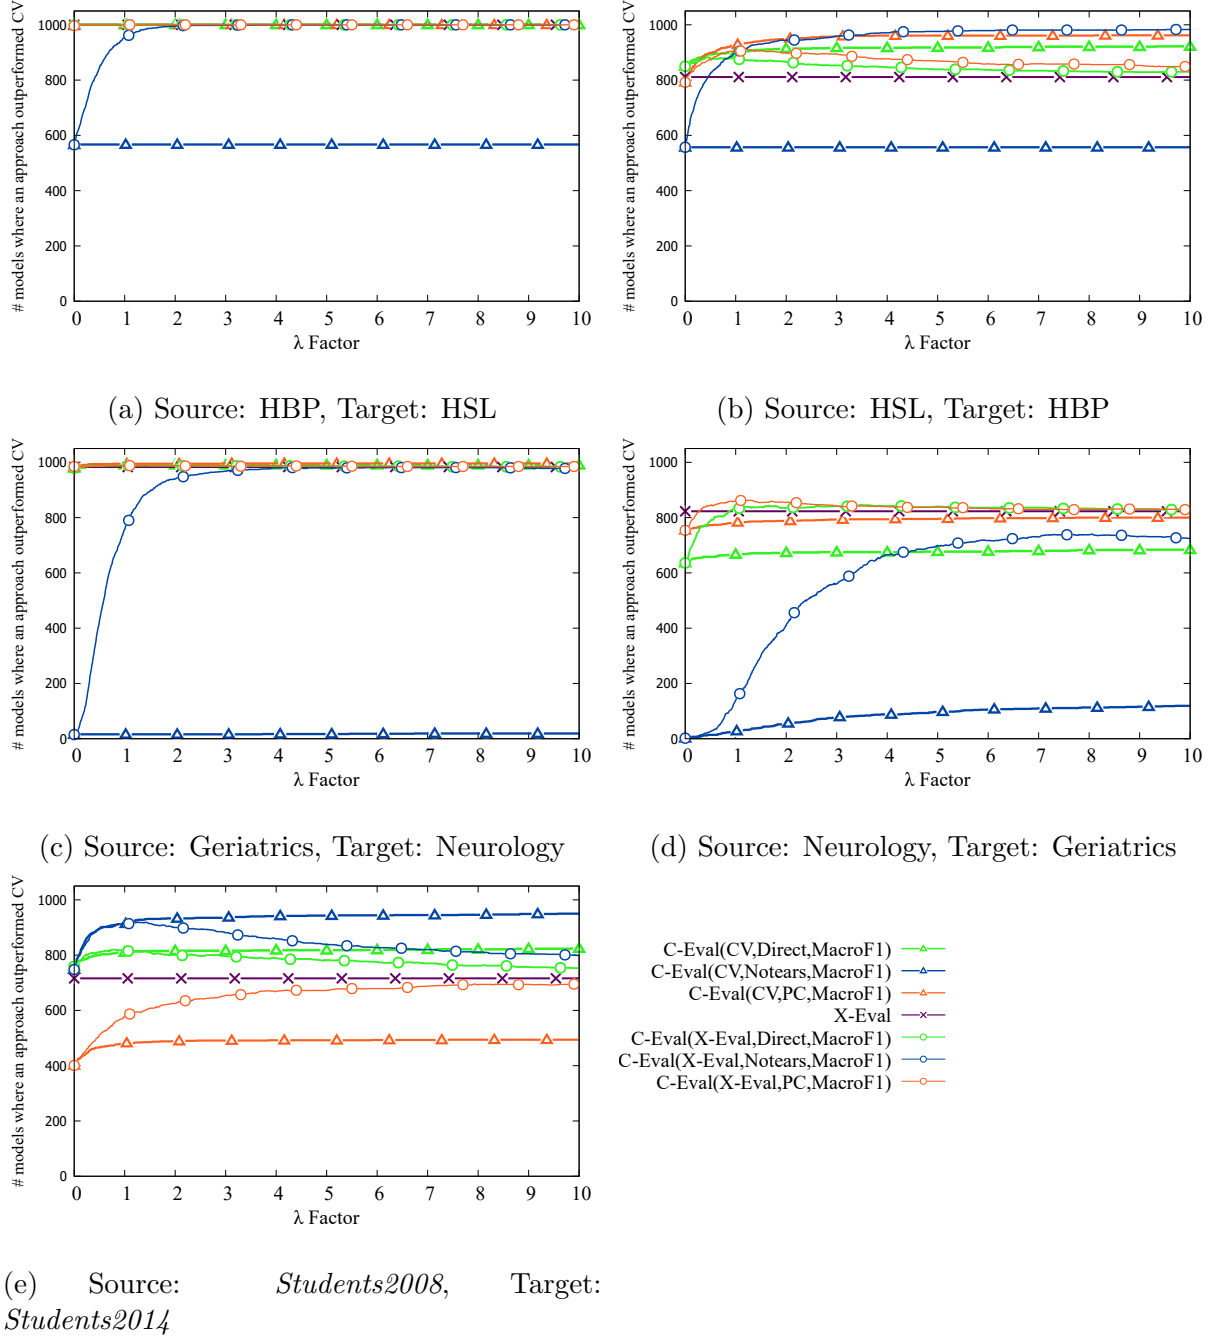 # models where an approach outperformed CV
1000
800
600
400
200
0
0 1 2 3 4 5 6 7 8 9 10
λ Factor
(a) Source: HBP, Target: HSL
# models where an approach outperformed CV
1000
800
600
400
200
0
0 1 2 3 4 5 6 7 8 9 10
λ Factor
(b) Source: HSL, Target: HBP
# models where an approach outperformed CV
1000
800
600
400
200
0
0 1 2 3 4 5 6 7 8 9 10
λ Factor
(c) Source: Geriatrics, Target: Neurology
# models where an approach outperformed CV
1000
800
600
400
200
0
0 1 2 3 4 5 6 7 8 9 10
λ Factor
(d) Source: Neurology, Target: Geriatrics
# models where an approach outperformed CV
1000
800
600
400
200
0
0 1 2 3 4 5 6 7 8 9 10
λ Factor
C-Eval(CV,Direct,MacroF1)
C-Eval(CV,Notears,MacroF1)
C-Eval(CV,PC,MacroF1)
X-Eval
C-Eval(X-Eval,Direct,MacroF1)
C-Eval(X-Eval,Notears,MacroF1)
C-Eval(X-Eval,PC,MacroF1)
(e) Source: Students2008, Target:
Students2014